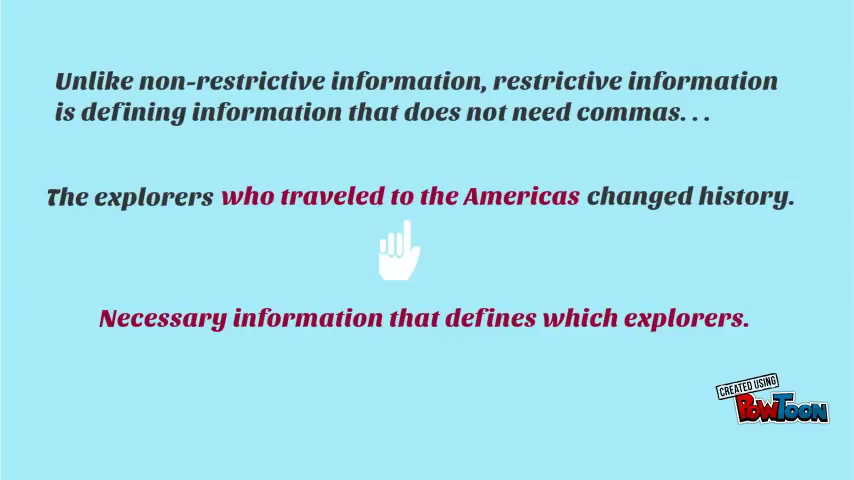 Unlike non-restrictive information, restrictive information
is defining information that does not need commas. . .
The explorers who traveled to the Americas changed history.
Necessary information that defines which explorers.
CREATED USING
POWTOON